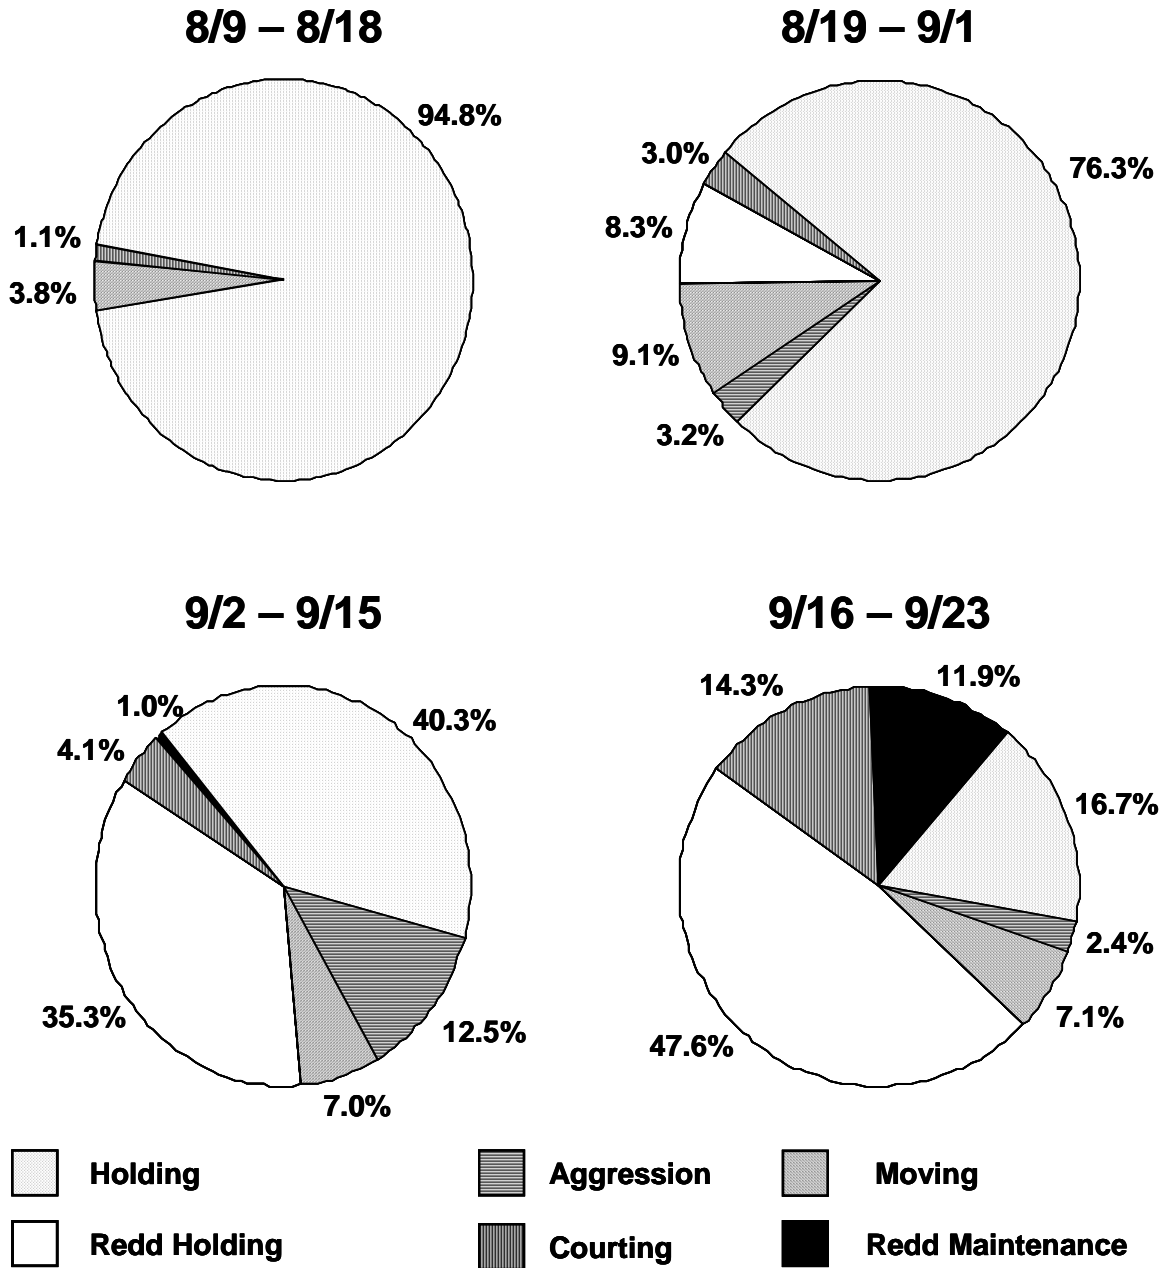 8/9 – 8/18
8/19 – 9/1
94.8%
1.1%
3.8%
3.0%
76.3%
8.3%
9.1%
3.2%
9/2 – 9/15
9/16 – 9/23
1.0%
40.3%
4.1%
35.3%
12.5%
7.0%
14.3%
11.9%
16.7%
2.4%
7.1%
47.6%
Holding
Aggression
Moving
Redd Holding
Courting
Redd Maintenance